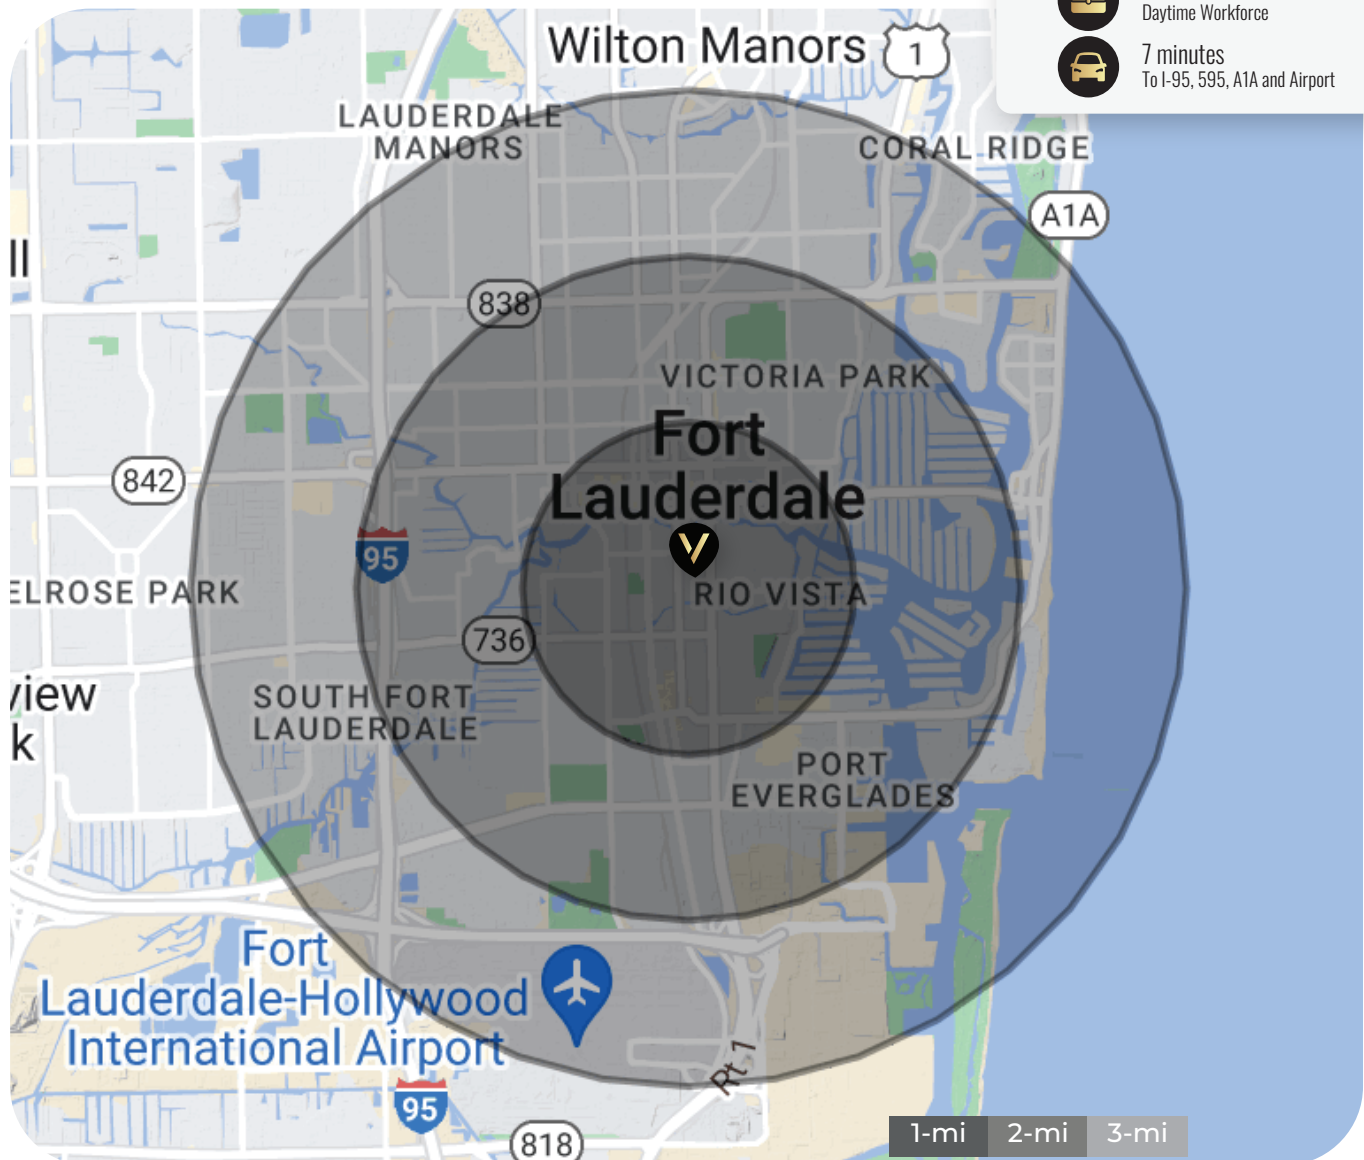 Daytime Workforce
7 minutes
To I-95, 595, A1A and Airport
Wilton Manors
1
LAUDERDALE
MANORS
CORAL RIDGE
A1A
ll
838
VICTORIA PARK
Fort
Lauderdale
842
95
ELROSE PARK
RIO VISTA
736
view
k
SOUTH FORT
LAUDERDALE
PORT
EVERGLADES
Fort
Lauderdale-Hollywood
International Airport
Rt 1
95
818
1-mi 2-mi 3-mi